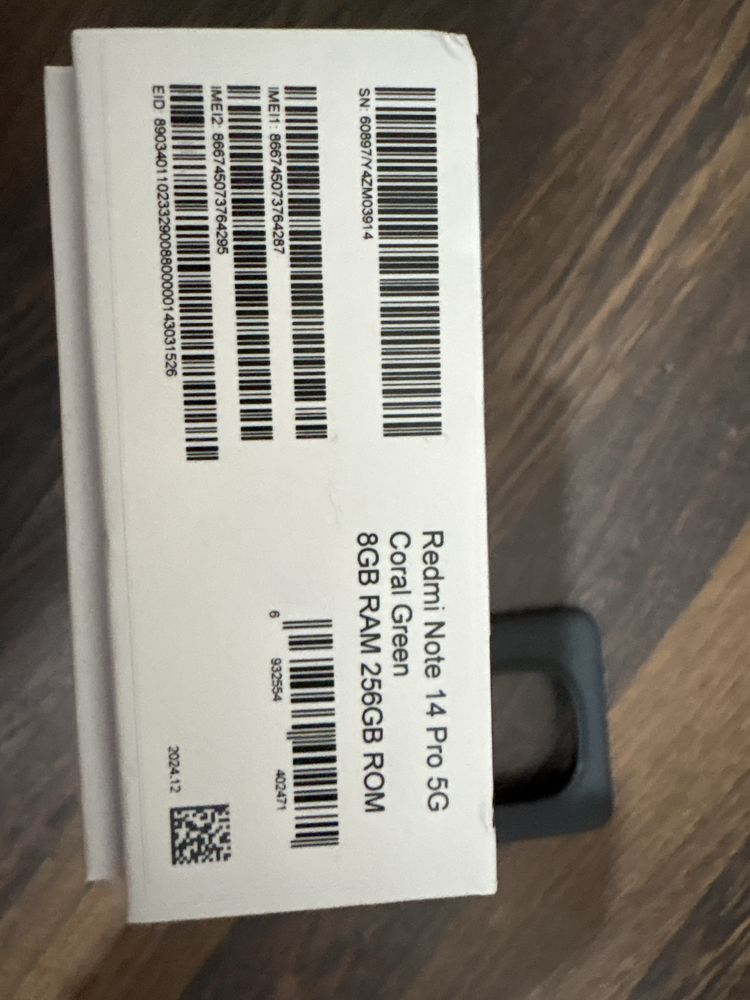 SN: 60897/Y4ZM03914
IMEI1: 866745073764287
IMEI2: 866745073764295
EID: 89034011023329008800000143031526
Redmi Note 14 Pro 5G
Coral Green
8GB RAM 256GB ROM
6 932554 402471
2024.12